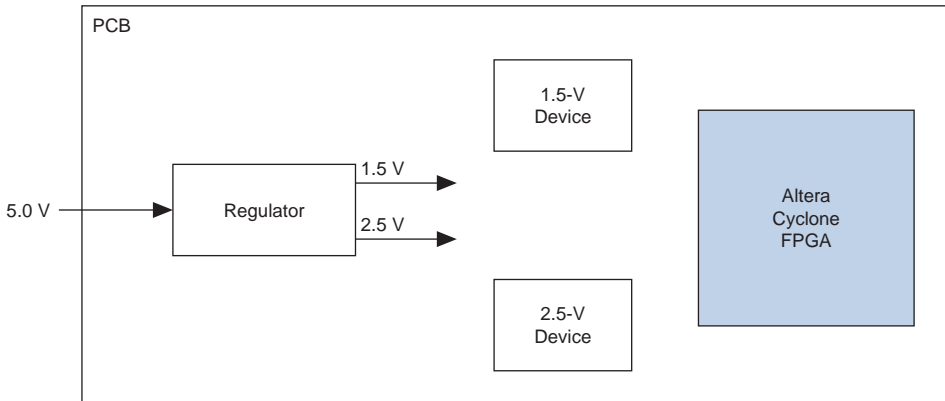 PCB
1.5-V
Device
1.5 V
5.0 V
Regulator
2.5 V
Altera
Cyclone
FPGA
2.5-V
Device